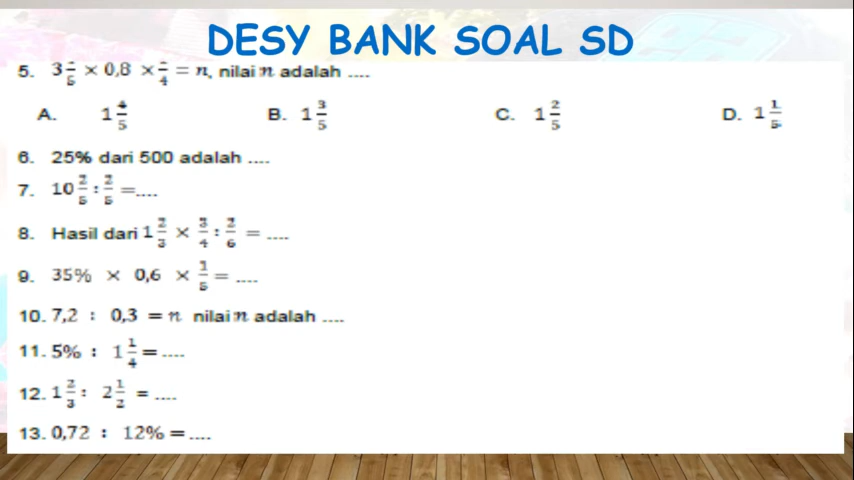 DESY BANK SOAL SD
5. 3 /5 × 0,8 × /4 = n, nilai n adalah ....
A. 1 4/5 B. 1 3/5 C. 1 2/5 D. 1 1/5
6. 25% dari 500 adalah ....
7. 10 2/5 : 2/5 =....
8. Hasil dari 1 2/3 × 3/4 : 2/6 = ....
9. 35% × 0,6 × 1/5 = ....
10. 7,2 : 0,3 = n nilai n adalah ....
11. 5% : 1 1/4 = ....
12. 1 2/3 : 2 1/2 = ....
13. 0,72 : 12% = ....